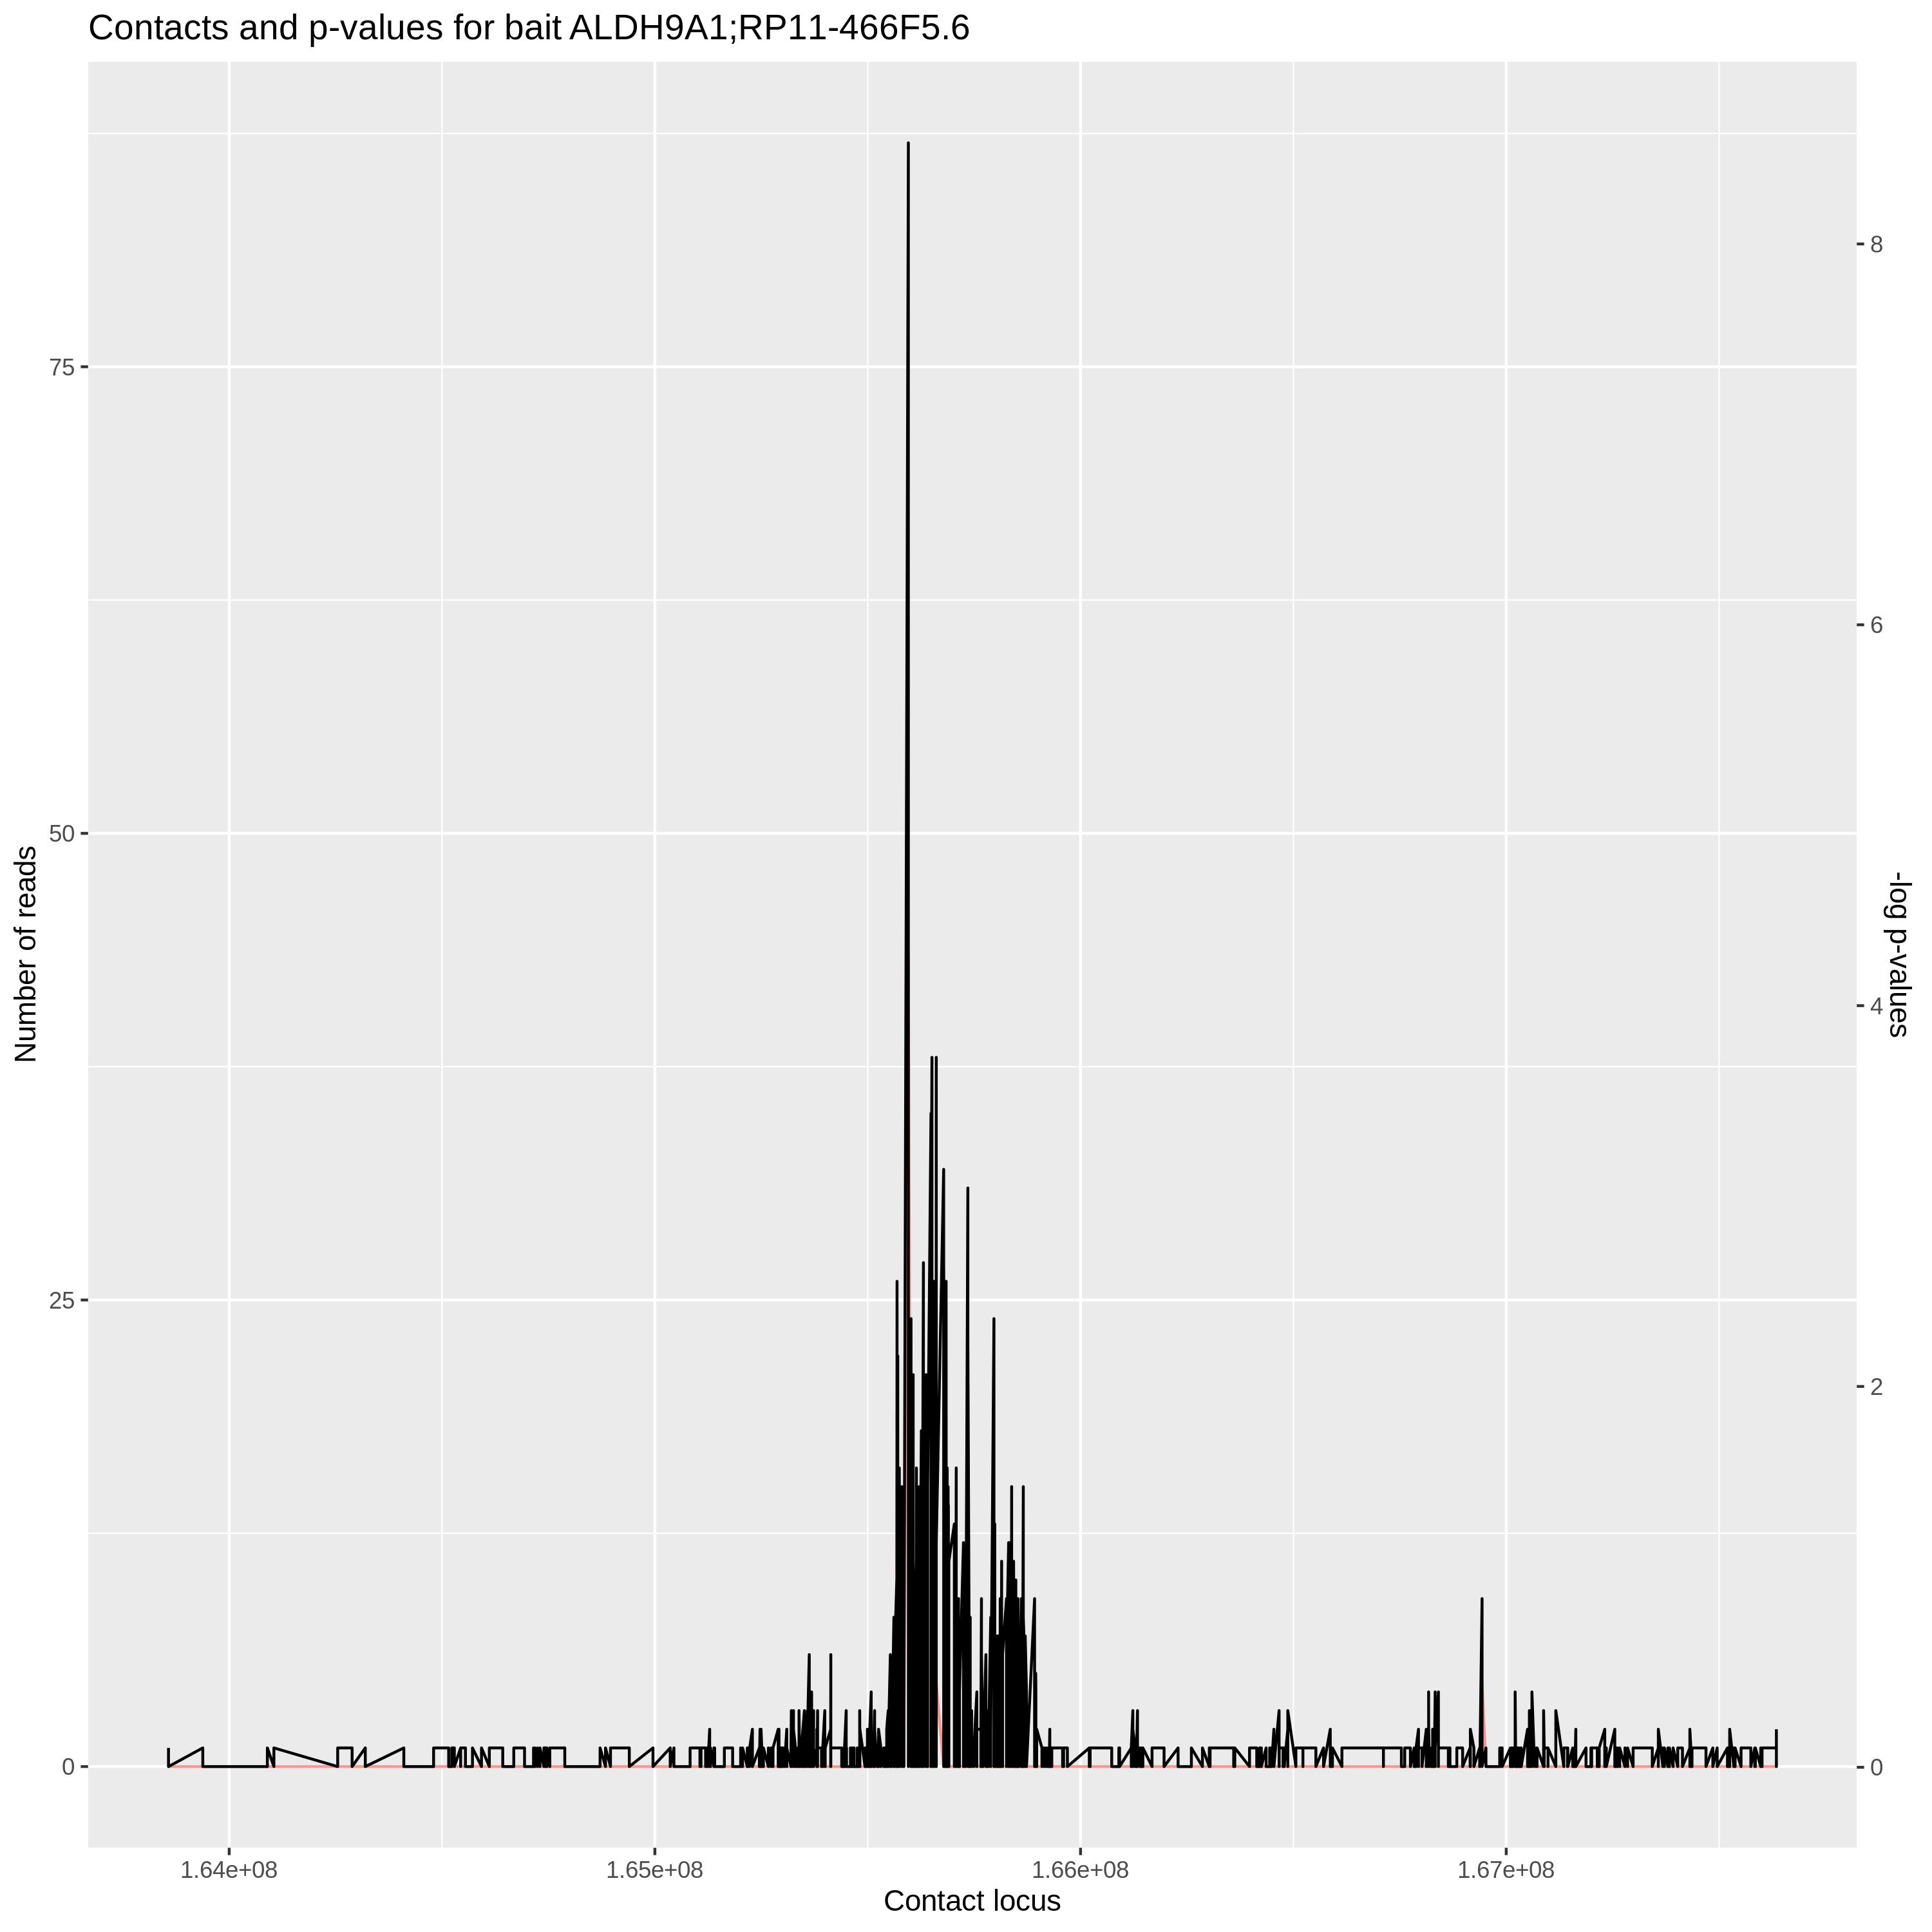 Contacts and p-values for bait ALDH9A1;RP11-466F5.6
Number of reads
75
50
25
0
8
6
4
2
0
-log p-values
1.64e+08
1.65e+08
1.66e+08
1.67e+08
Contact locus